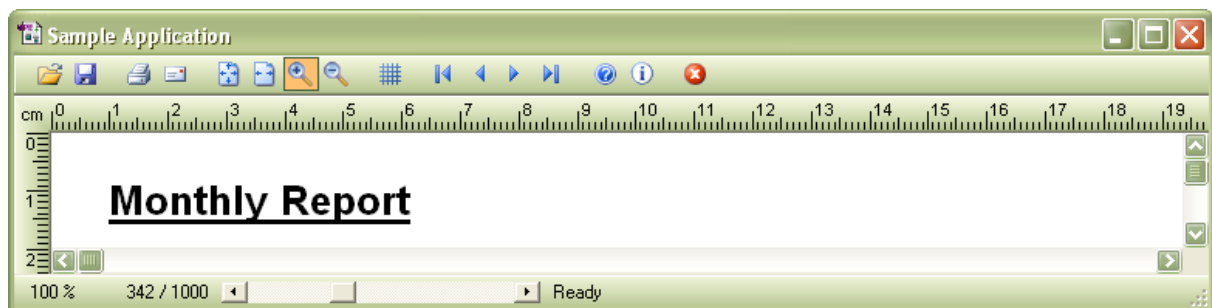 Sample Application
cm 0 1 2 3 4 5 6 7 8 9 10 11 12 13 14 15 16 17 18 19
0
Monthly Report
1
2
100 % 342 / 1000 Ready